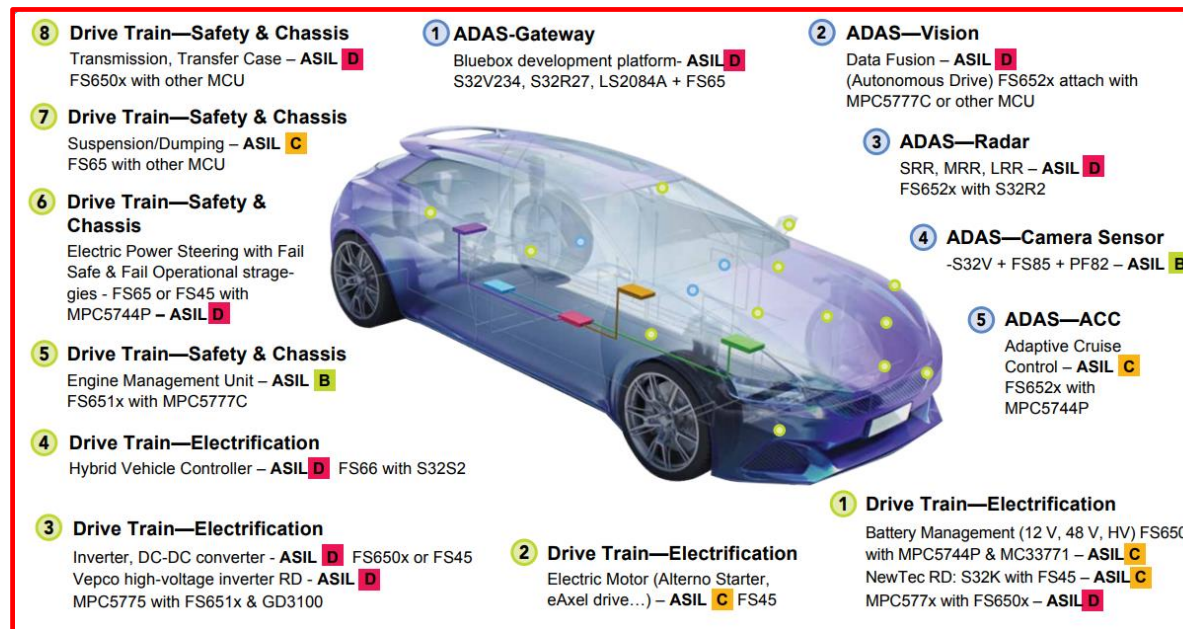 8 Drive Train—Safety & Chassis
Transmission, Transfer Case – ASIL D
FS650x with other MCU
7 Drive Train—Safety & Chassis
Suspension/Dumping – ASIL C
FS65 with other MCU
6 Drive Train—Safety &
Chassis
Electric Power Steering with Fail
Safe & Fail Operational strage-
gies - FS65 or FS45 with
MPC5744P – ASIL D
5 Drive Train—Safety & Chassis
Engine Management Unit – ASIL B
FS651x with MPC5777C
4 Drive Train—Electrification
Hybrid Vehicle Controller – ASIL D FS66 with S32S2
3 Drive Train—Electrification
Inverter, DC-DC converter - ASIL D FS650x or FS45
Vepco high-voltage inverter RD - ASIL D
MPC5775 with FS651x & GD3100
2 Drive Train—Electrification
Electric Motor (Alterno Starter,
eAxel drive…) – ASIL C FS45
1 Drive Train—Electrification
Battery Management (12 V, 48 V, HV) FS650
with MPC5744P & MC33771 – ASIL C
NewTec RD: S32K with FS45 – ASIL C
MPC577x with FS650x – ASIL D
1 ADAS-Gateway
Bluebox development platform- ASIL D
S32V234, S32R27, LS2084A + FS65
2 ADAS—Vision
Data Fusion – ASIL D
(Autonomous Drive) FS652x attach with
MPC5777C or other MCU
3 ADAS—Radar
SRR, MRR, LRR – ASIL D
FS652x with S32R2
4 ADAS—Camera Sensor
-S32V + FS85 + PF82 – ASIL B
5 ADAS—ACC
Adaptive Cruise
Control – ASIL C
FS652x with
MPC5744P